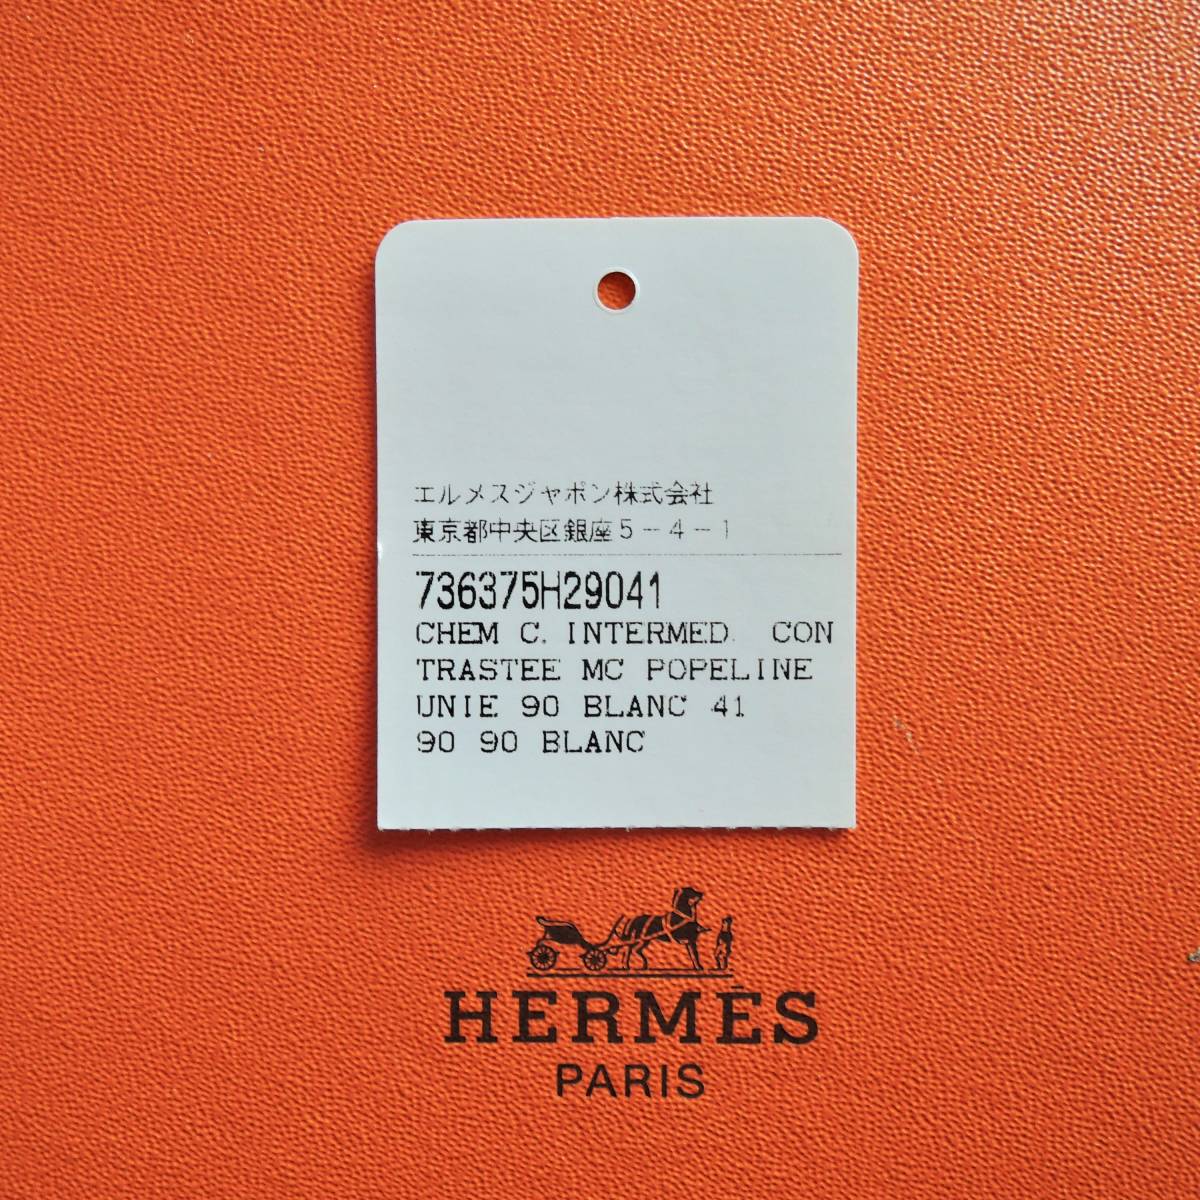 エルメスジャポン株式会社
東京都中央区銀座5-4-1
736375H29041
CHEM C. INTERMED. CON
TRASTEE MC POPELINE
UNIE 90 BLANC 41
90 90 BLANC
HERMÈS
PARIS